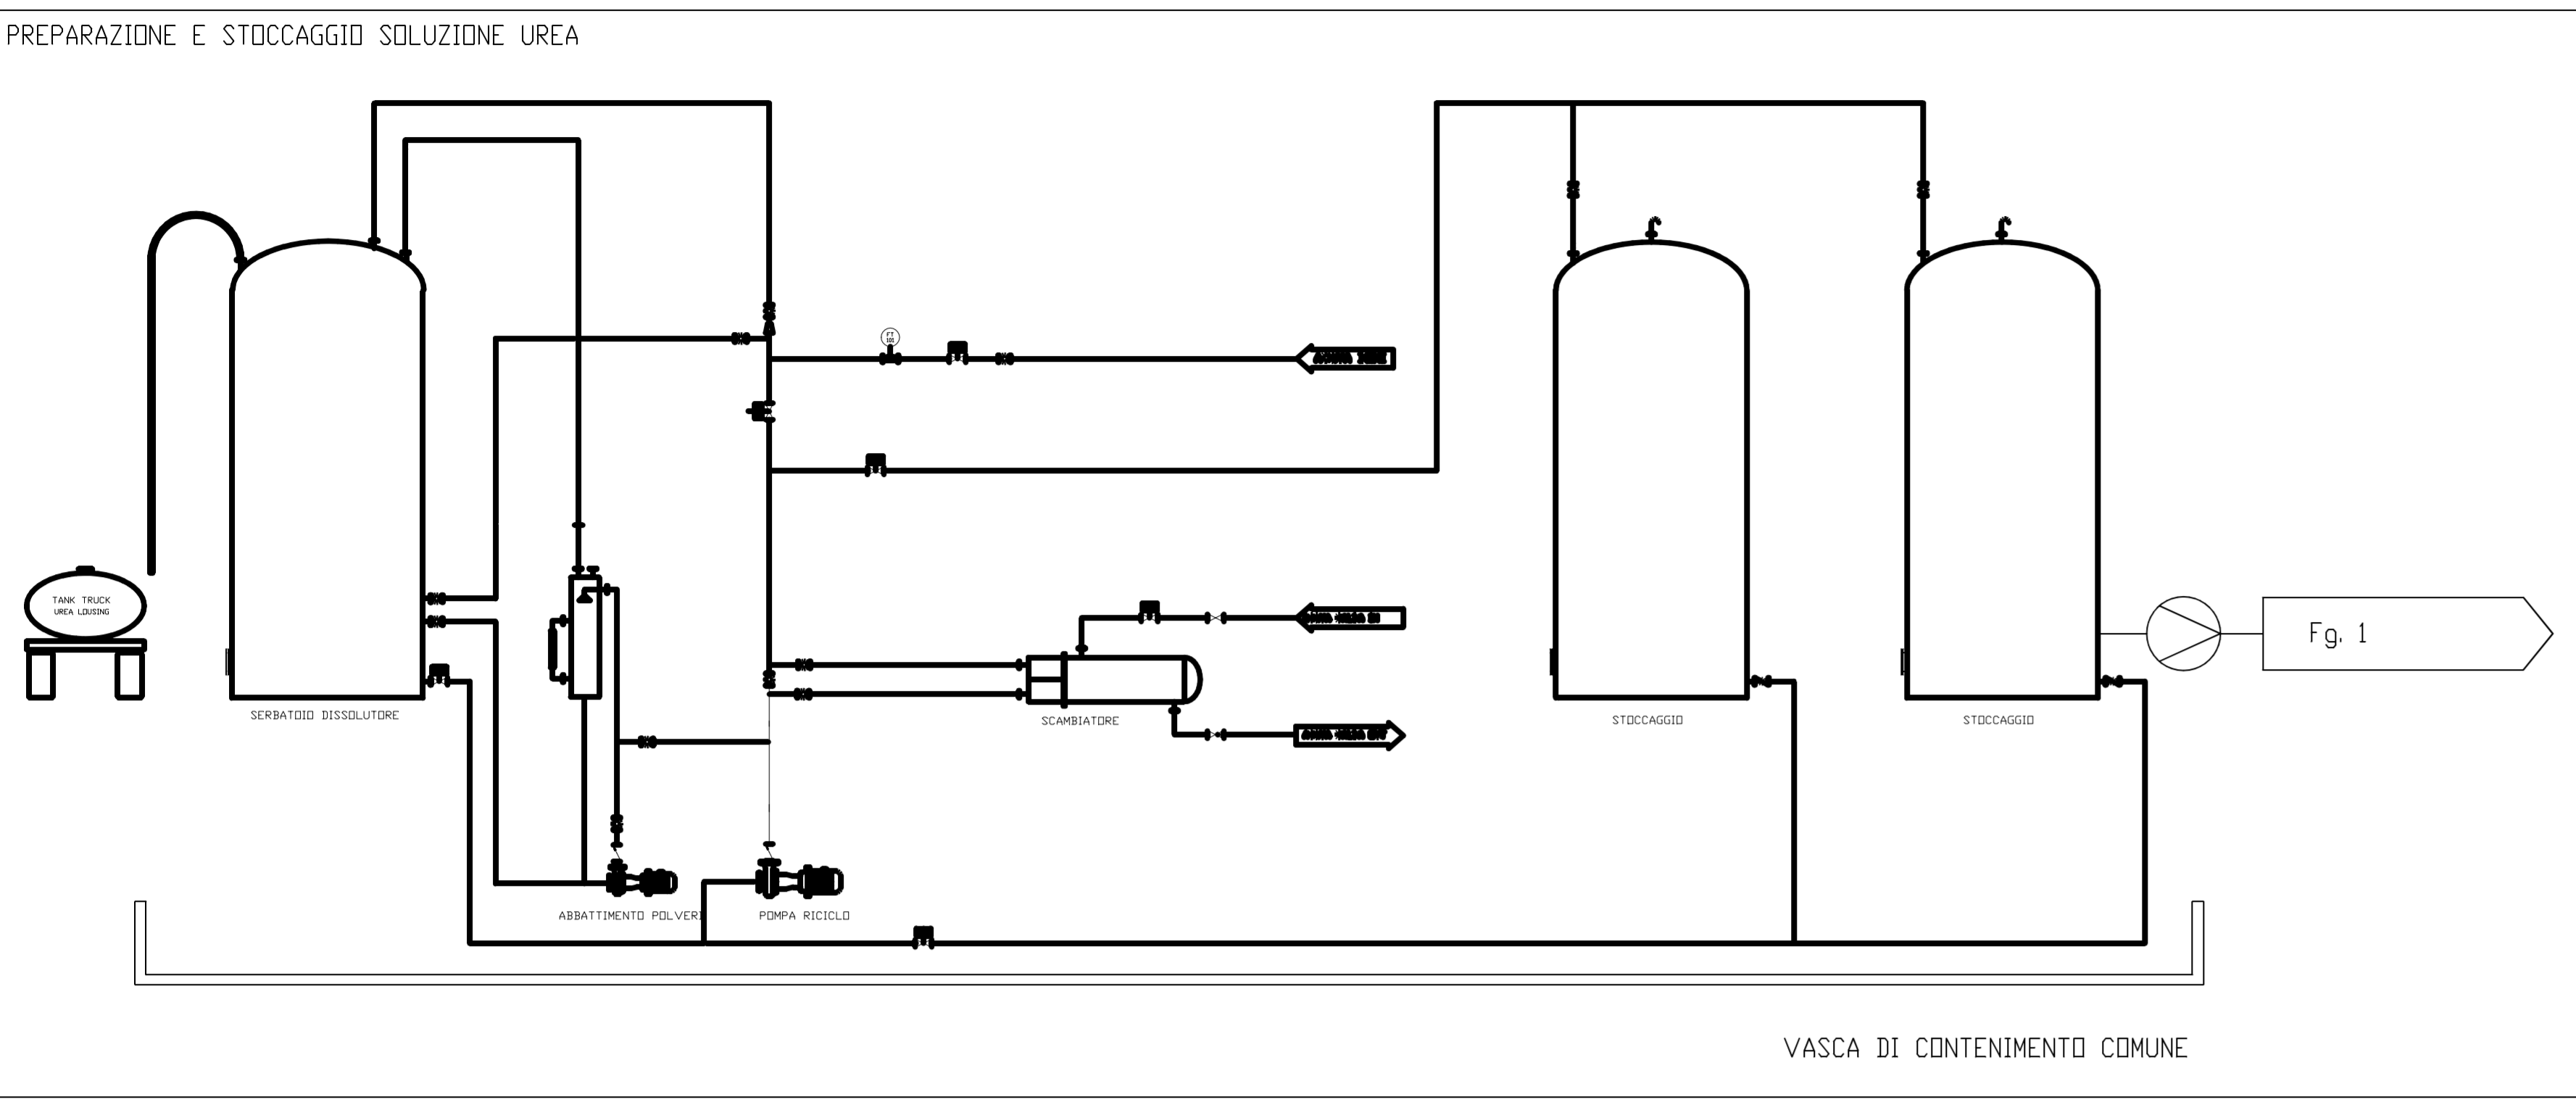 PREPARAZIONE E STOCCAGGIO SOLUZIONE UREA
FT
101
TANK TRUCK
UREA LOUSING
SERBATOIO DISSOLUTORE
SCAMBIATORE
STOCCAGGIO
STOCCAGGIO
Fg. 1
ABBATTIMENTO POLVERI
POMPA RICICLO
VASCA DI CONTENIMENTO COMUNE